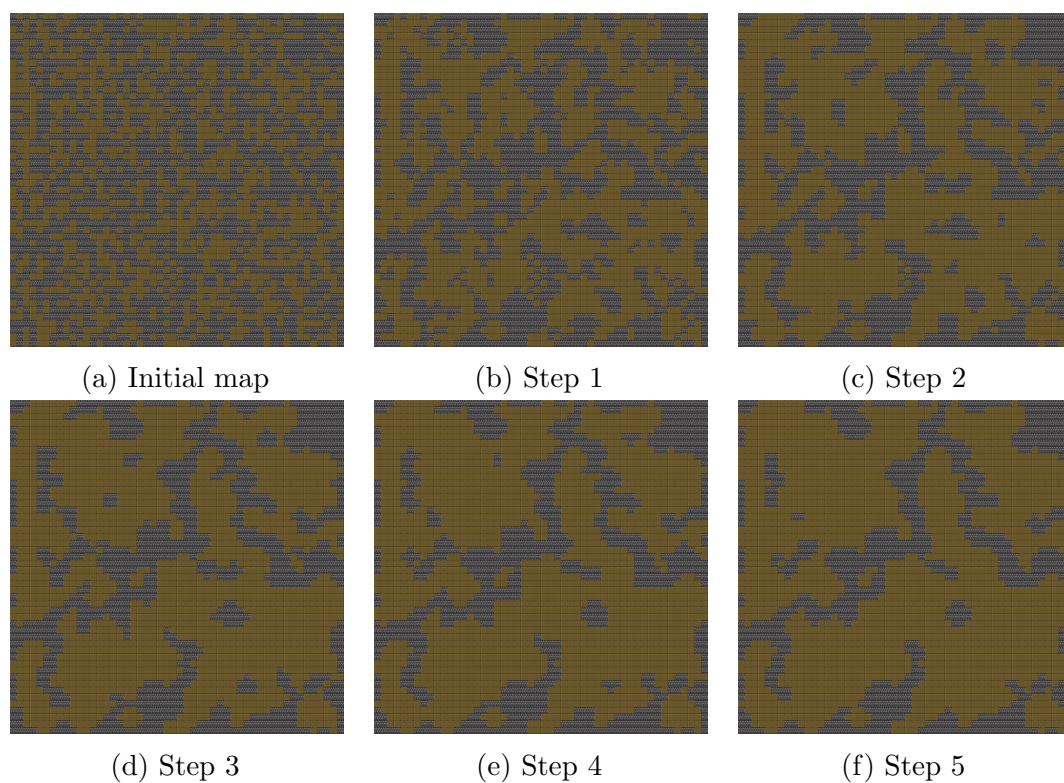 (a) Initial map
(b) Step 1
(c) Step 2
(d) Step 3
(e) Step 4
(f) Step 5